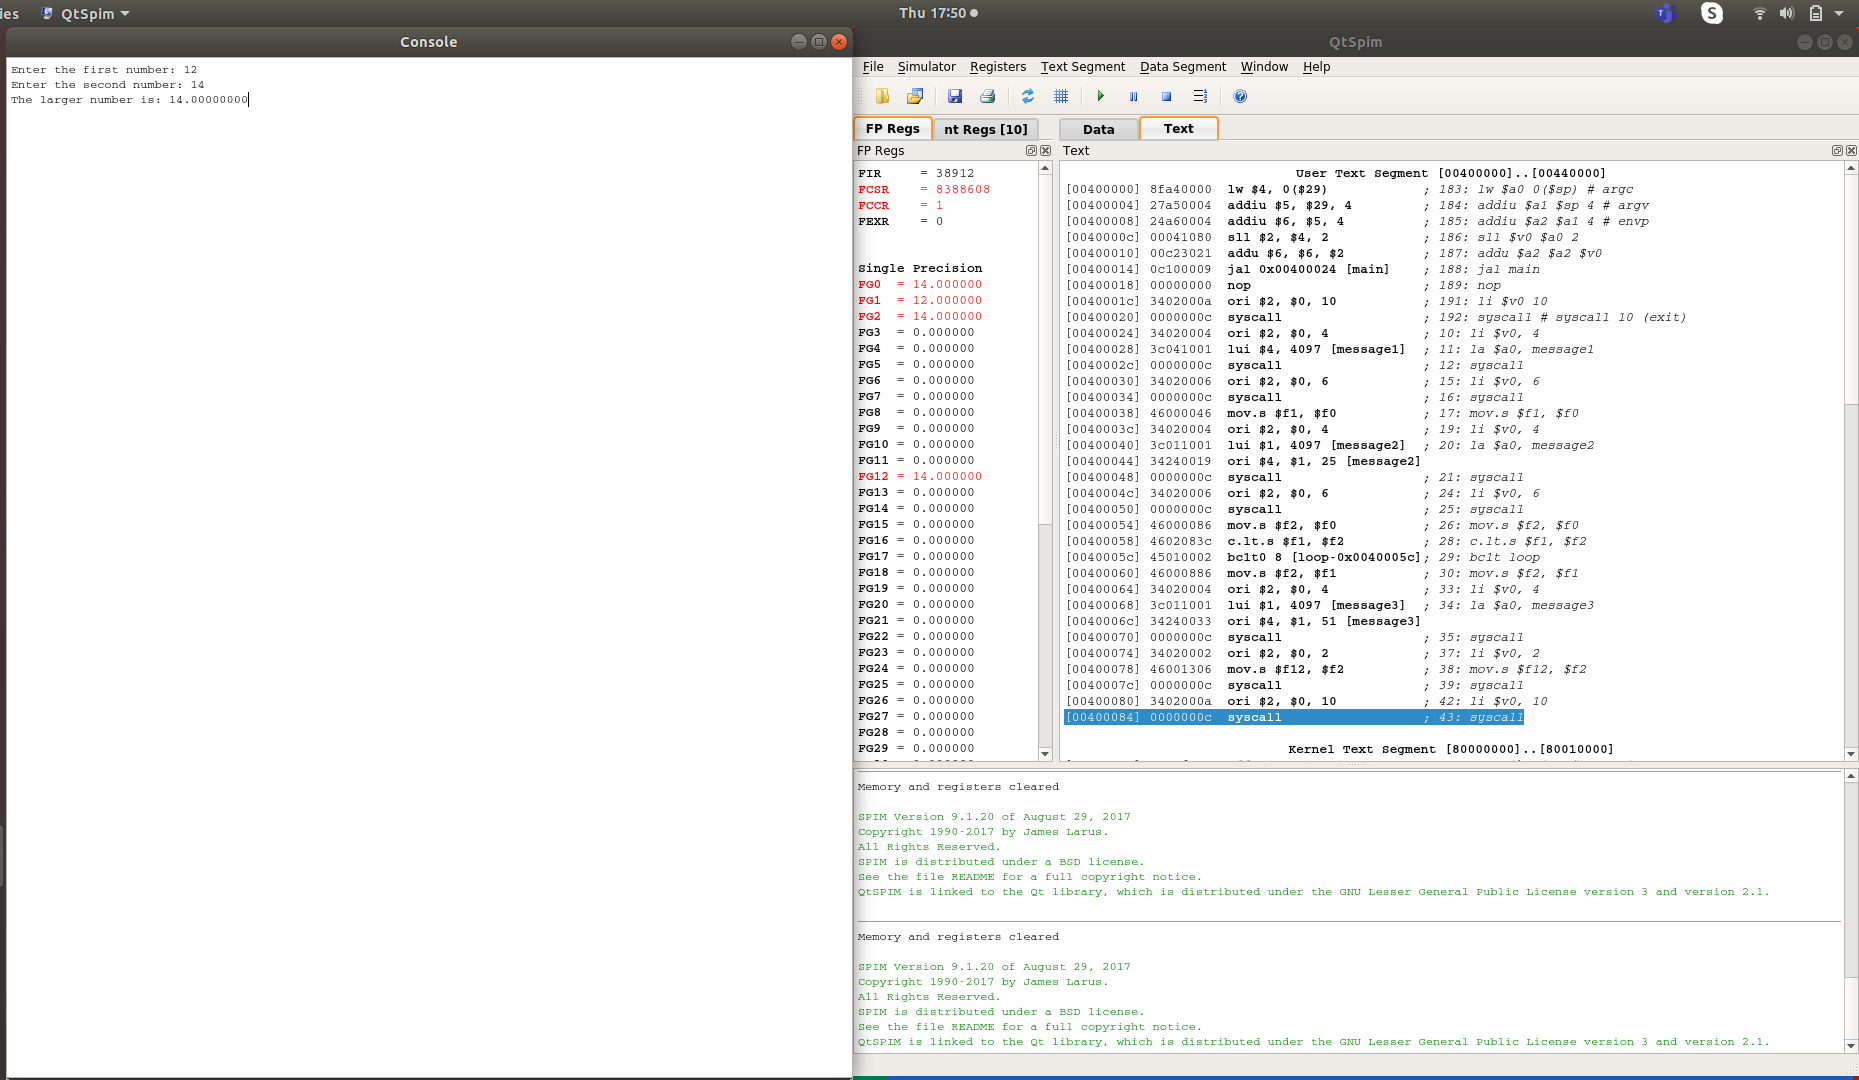 ies QtSpim Thu 17:50
Console
Enter the first number: 12
Enter the second number: 14
The larger number is: 14.00000000
QtSpim
File Simulator Registers Text Segment Data Segment Window Help
FP Regs nt Regs [10] Data Text
FP Regs
FIR = 38912
FCSR = 8388608
FCCR = 1
FEXR = 0
Single Precision
FG0 = 14.000000
FG1 = 12.000000
FG2 = 14.000000
FG3 = 0.000000
FG4 = 0.000000
FG5 = 0.000000
FG6 = 0.000000
FG7 = 0.000000
FG8 = 0.000000
FG9 = 0.000000
FG10 = 0.000000
FG11 = 0.000000
FG12 = 14.000000
FG13 = 0.000000
FG14 = 0.000000
FG15 = 0.000000
FG16 = 0.000000
FG17 = 0.000000
FG18 = 0.000000
FG19 = 0.000000
FG20 = 0.000000
FG21 = 0.000000
FG22 = 0.000000
FG23 = 0.000000
FG24 = 0.000000
FG25 = 0.000000
FG26 = 0.000000
FG27 = 0.000000
FG28 = 0.000000
FG29 = 0.000000
Text
User Text Segment [00400000]..[00440000]
[00400000] 8fa40000 lw $4, 0($29) ; 183: lw $a0 0($sp) # argc
[00400004] 27a50004 addiu $5, $29, 4 ; 184: addiu $a1 $sp 4 # argv
[00400008] 24a60004 addiu $6, $5, 4 ; 185: addiu $a2 $a1 4 # envp
[0040000c] 00041080 sll $2, $4, 2 ; 186: sll $v0 $a0 2
[00400010] 00c23021 addu $6, $6, $2 ; 187: addu $a2 $a2 $v0
[00400014] 0c100009 jal 0x00400024 [main] ; 188: jal main
[00400018] 00000000 nop ; 189: nop
[0040001c] 3402000a ori $2, $0, 10 ; 191: li $v0 10
[00400020] 0000000c syscall ; 192: syscall # syscall 10 (exit)
[00400024] 34020004 ori $2, $0, 4 ; 10: li $v0, 4
[00400028] 3c041001 lui $4, 4097 [message1] ; 11: la $a0, message1
[0040002c] 0000000c syscall ; 12: syscall
[00400030] 34020006 ori $2, $0, 6 ; 15: li $v0, 6
[00400034] 0000000c syscall ; 16: syscall
[00400038] 46000046 mov.s $f1, $f0 ; 17: mov.s $f1, $f0
[0040003c] 34020004 ori $2, $0, 4 ; 19: li $v0, 4
[00400040] 3c011001 lui $1, 4097 [message2] ; 20: la $a0, message2
[00400044] 34240019 ori $4, $1, 25 [message2]
[00400048] 0000000c syscall ; 21: syscall
[0040004c] 34020006 ori $2, $0, 6 ; 24: li $v0, 6
[00400050] 0000000c syscall ; 25: syscall
[00400054] 46000086 mov.s $f2, $f0 ; 26: mov.s $f2, $f0
[00400058] 4602083c c.lt.s $f1, $f2 ; 28: c.lt.s $f1, $f2
[0040005c] 45010002 bc1t0 8 [loop-0x0040005c]; 29: bc1t loop
[00400060] 46000886 mov.s $f2, $f1 ; 30: mov.s $f2, $f1
[00400064] 34020004 ori $2, $0, 4 ; 33: li $v0, 4
[00400068] 3c011001 lui $1, 4097 [message3] ; 34: la $a0, message3
[0040006c] 34240033 ori $4, $1, 51 [message3]
[00400070] 0000000c syscall ; 35: syscall
[00400074] 34020002 ori $2, $0, 2 ; 37: li $v0, 2
[00400078] 46001306 mov.s $f12, $f2 ; 38: mov.s $f12, $f2
[0040007c] 0000000c syscall ; 39: syscall
[00400080] 3402000a ori $2, $0, 10 ; 42: li $v0, 10
[00400084] 0000000c syscall ; 43: syscall
Kernel Text Segment [80000000]..[80010000]
Memory and registers cleared
SPIM Version 9.1.20 of August 29, 2017
Copyright 1990-2017 by James Larus.
All Rights Reserved.
SPIM is distributed under a BSD license.
See the file README for a full copyright notice.
QtSPIM is linked to the Qt library, which is distributed under the GNU Lesser General Public License version 3 and version 2.1.
Memory and registers cleared
SPIM Version 9.1.20 of August 29, 2017
Copyright 1990-2017 by James Larus.
All Rights Reserved.
SPIM is distributed under a BSD license.
See the file README for a full copyright notice.
QtSPIM is linked to the Qt library, which is distributed under the GNU Lesser General Public License version 3 and version 2.1.